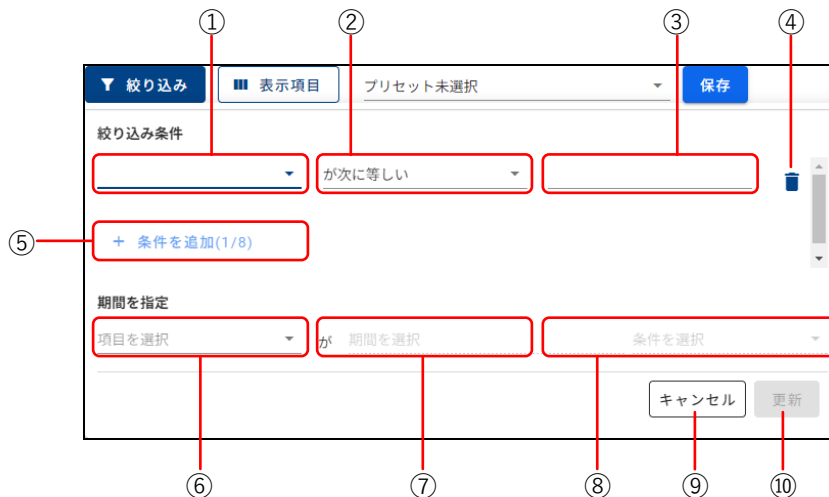 ① ② ③ ④
絞り込み 表示項目 プリセット未選択 保存
絞り込み条件
が次に等しい
⑤ + 条件を追加(1/8)
期間を指定
項目を選択 が 期間を選択 条件を選択
キャンセル 更新
⑥ ⑦ ⑧ ⑨ ⑩